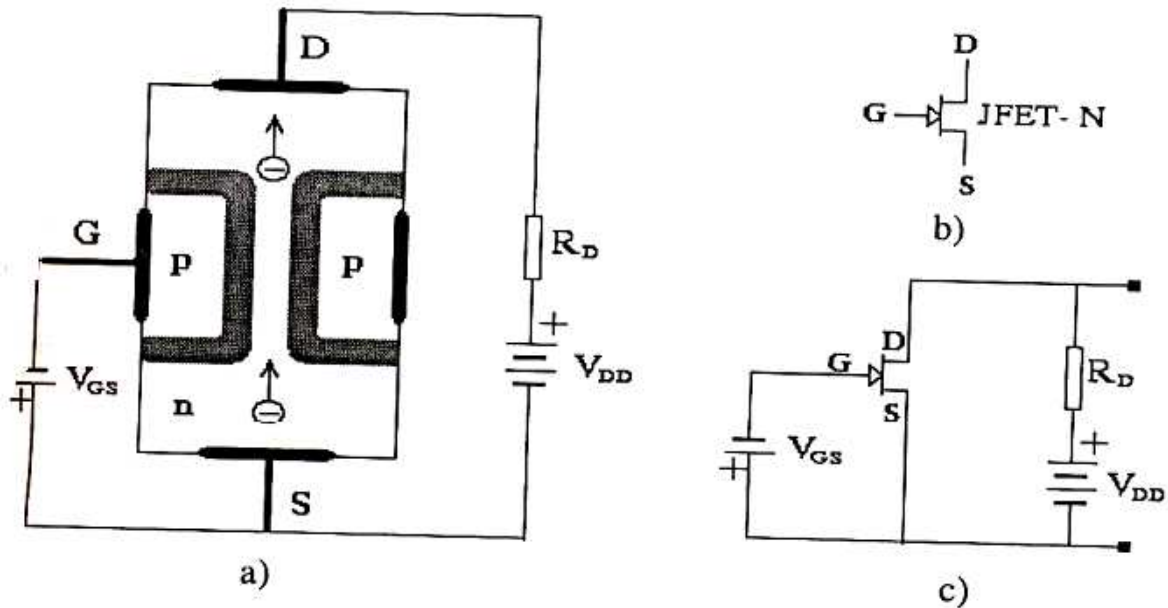 D
G
p
p
n
S
+
V_GS
R_D
+
V_DD
a)
D
G
JFET- N
S
b)
D
G
S
R_D
+
V_GS
+
V_DD
c)